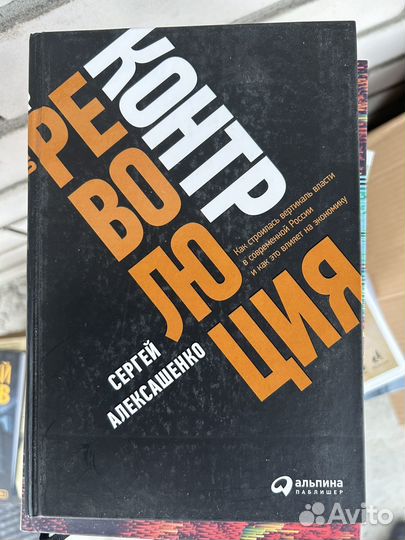 КОНТР
РЕ
ВО
ЛЮ
ЦИЯ
Как строилась вертикаль власти
в современной России
и как это влияет на экономику
СЕРГЕЙ
АЛЕКСАШЕНКО
альпина
ПАБЛИШЕР
Avito